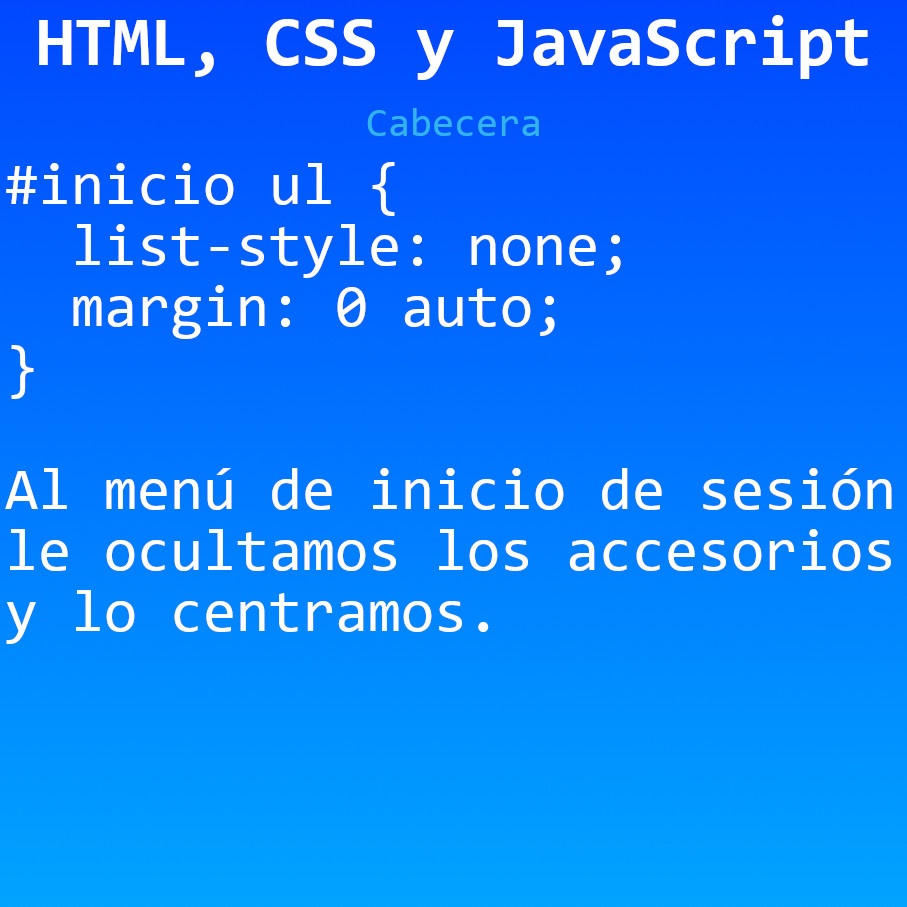 HTML, CSS y JavaScript
Cabecera
#inicio ul {
  list-style: none;
  margin: 0 auto;
}
Al menú de inicio de sesión
le ocultamos los accesorios
y lo centramos.